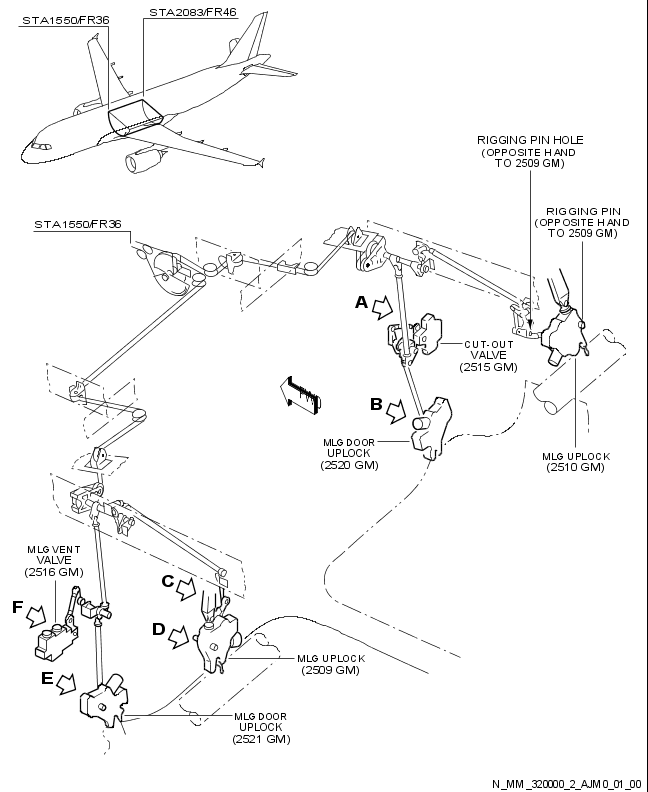 STA1550/FR36
STA2083/FR46
RIGGING PIN HOLE
(OPPOSITE HAND
TO 2509 GM)
RIGGING PIN
(OPPOSITE HAND
TO 2509 GM)
STA1550/FR36
A
CUT-OUT
VALVE
(2515 GM)
B
MLG DOOR
UPLOCK
(2520 GM)
MLG UPLOCK
(2510 GM)
MLG VENT
VALVE
(2516 GM)
C
F
D
MLG UPLOCK
(2509 GM)
E
MLG DOOR
UPLOCK
(2521 GM)
N_MM_320000_2_AJM0_01_00